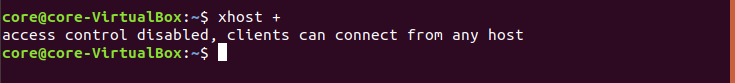 core@core-VirtualBox:~$ xhost +
access control disabled, clients can connect from any host
core@core-VirtualBox:~$